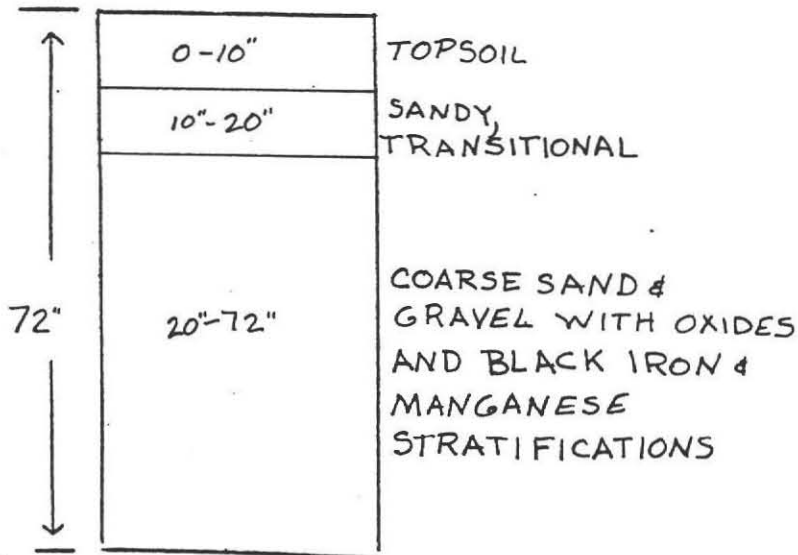 0-10"
TOPSOIL
10"-20"
SANDY,
TRANSITIONAL
72"
20"-72"
COARSE SAND &
GRAVEL WITH OXIDES
AND BLACK IRON &
MANGANESE
STRATIFICATIONS